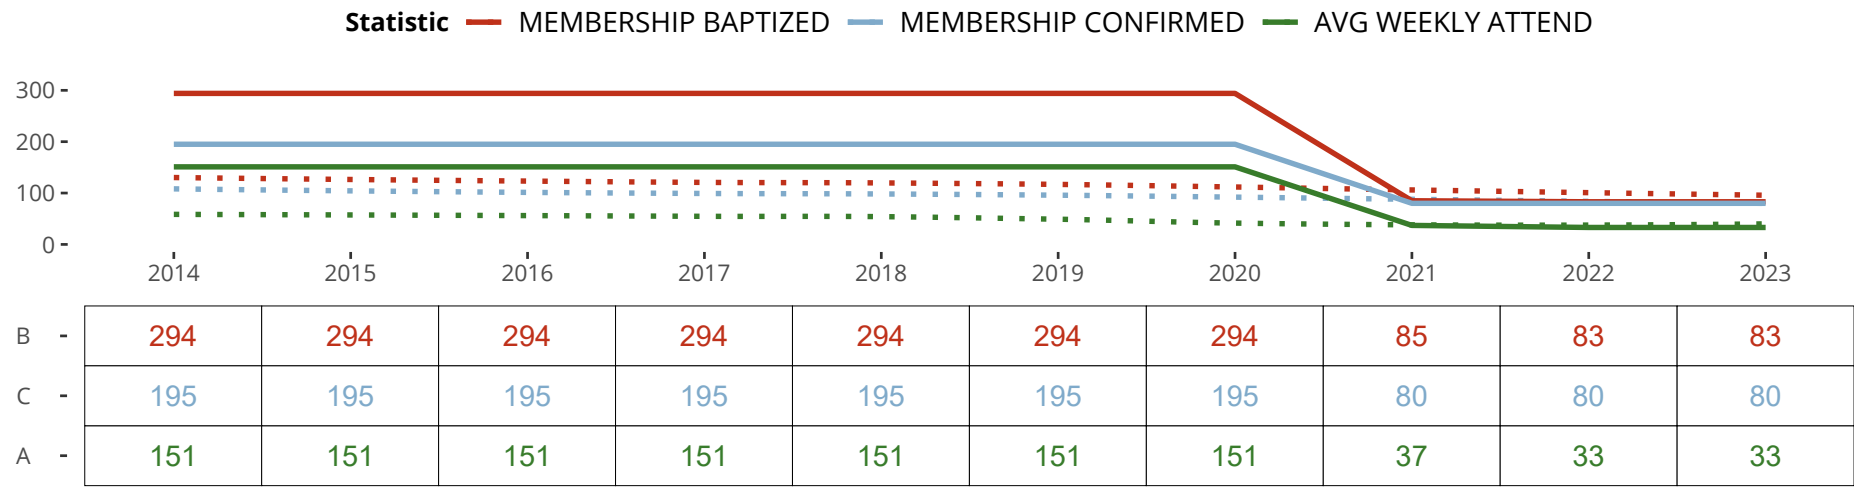 Statistic MEMBERSHIP BAPTIZED MEMBERSHIP CONFIRMED AVG WEEKLY ATTEND
300
200
100
0
2014 2015 2016 2017 2018 2019 2020 2021 2022 2023
B 294 294 294 294 294 294 294 85 83 83
C 195 195 195 195 195 195 195 80 80 80
A 151 151 151 151 151 151 151 37 33 33